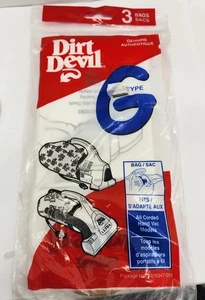 3 BAGS
SACS
GENUINE
AUTHENTIQUE
Dirt
Devil
TYPE
G
BAG / SAC
FITS /
S'ADAPTE AUX
All Corded
Hand Vac
Models
Tous les
modèles
d'aspirateurs
portatifs à fil